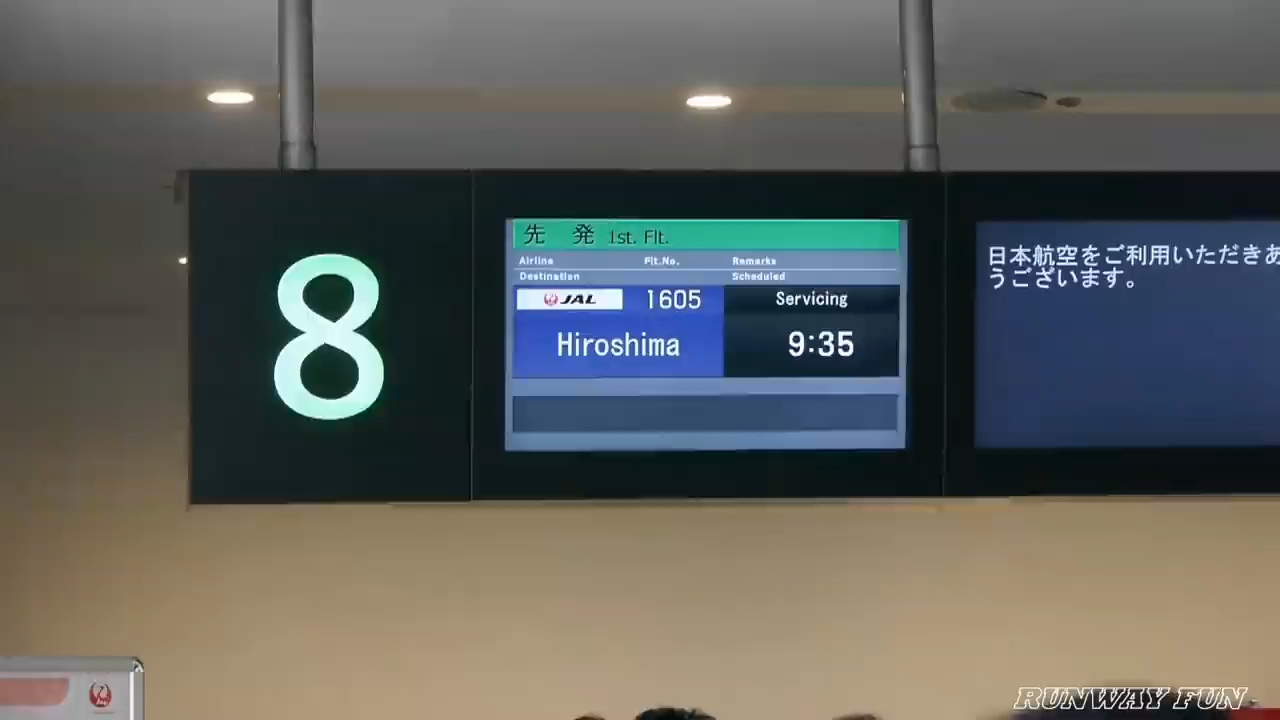 8
先 発 1st. Flt.
Airline Flt.No. Remarks
Destination Scheduled
JAL 1605 Servicing
Hiroshima 9:35
日本航空をご利用いただきあ
うございます。
RUNWAY FUN